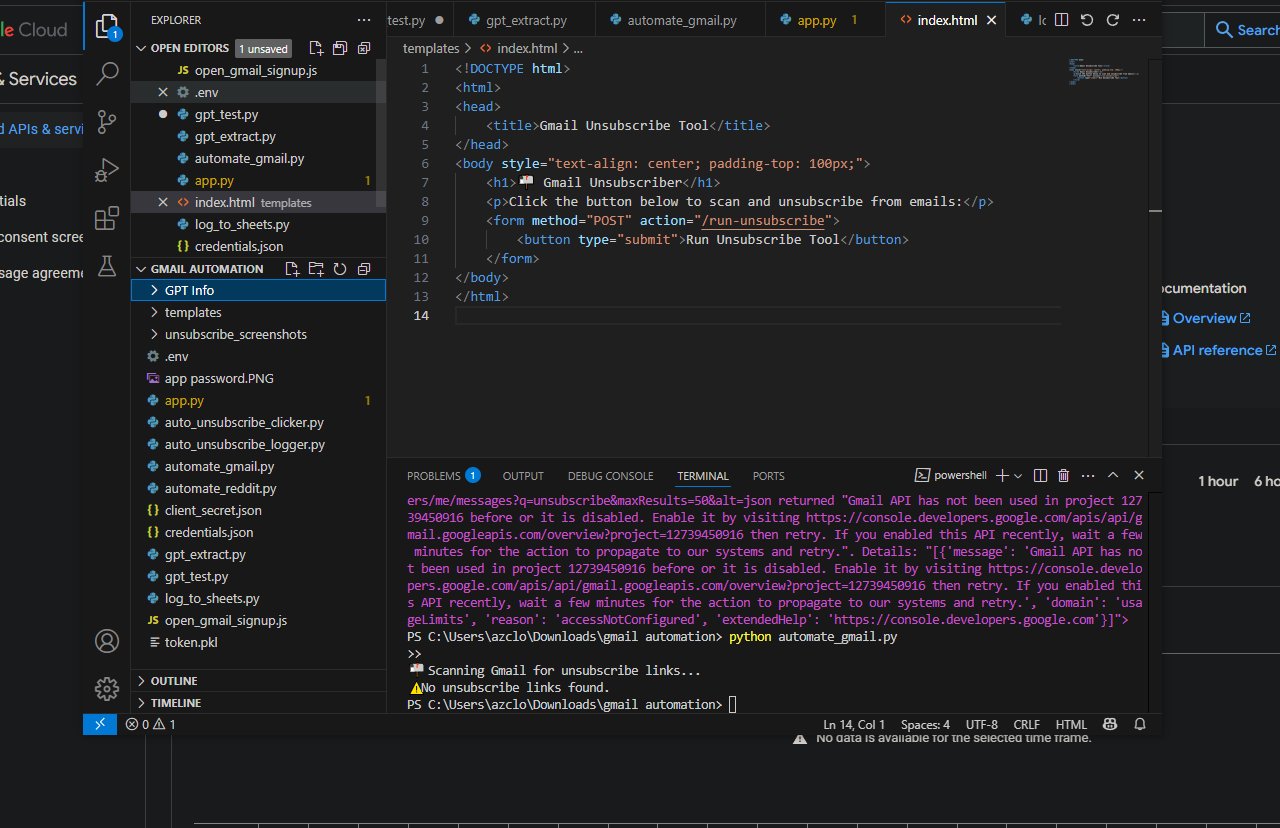 le Cloud
& Services
d APIs & servi
tials
consent scree
sage agreeme
1
EXPLORER
OPEN EDITORS 1 unsaved
open_gmail_signup.js
.env
gpt_test.py
gpt_extract.py
automate_gmail.py
app.py 1
index.html templates
log_to_sheets.py
credentials.json
GMAIL AUTOMATION
GPT Info
templates
unsubscribe_screenshots
.env
app password.PNG
app.py 1
auto_unsubscribe_clicker.py
auto_unsubscribe_logger.py
automate_gmail.py
automate_reddit.py
client_secret.json
credentials.json
gpt_extract.py
gpt_test.py
log_to_sheets.py
open_gmail_signup.js
token.pkl
OUTLINE
TIMELINE
test.py gpt_extract.py automate_gmail.py app.py 1 index.html lo
templates > index.html > ...
1 <!DOCTYPE html>
2 <html>
3 <head>
4 <title>Gmail Unsubscribe Tool</title>
5 </head>
6 <body style="text-align: center; padding-top: 100px;">
7 <h1>📬 Gmail Unsubscriber</h1>
8 <p>Click the button below to scan and unsubscribe from emails:</p>
9 <form method="POST" action="/run-unsubscribe">
10 <button type="submit">Run Unsubscribe Tool</button>
11 </form>
12 </body>
13 </html>
14
PROBLEMS 1 OUTPUT DEBUG CONSOLE TERMINAL PORTS
powershell
ers/me/messages?q=unsubscribe&maxResults=50&alt=json returned "Gmail API has not been used in project 127
39450916 before or it is disabled. Enable it by visiting https://console.developers.google.com/apis/api/g
mail.googleapis.com/overview?project=12739450916 then retry. If you enabled this API recently, wait a few
minutes for the action to propagate to our systems and retry.". Details: "[{'message': 'Gmail API has no
t been used in project 12739450916 before or it is disabled. Enable it by visiting https://console.develo
pers.google.com/apis/api/gmail.googleapis.com/overview?project=12739450916 then retry. If you enabled thi
s API recently, wait a few minutes for the action to propagate to our systems and retry.', 'domain': 'usa
geLimits', 'reason': 'accessNotConfigured', 'extendedHelp': 'https://console.developers.google.com'}]">
PS C:\Users\azclo\Downloads\gmail automation> python automate_gmail.py
>>
📬 Scanning Gmail for unsubscribe links...
⚠No unsubscribe links found.
PS C:\Users\azclo\Downloads\gmail automation>
0 1
Ln 14, Col 1 Spaces: 4 UTF-8 CRLF HTML
Search
ocumentation
Overview
API reference
1 hour 6 ho
No data is available for the selected time frame.